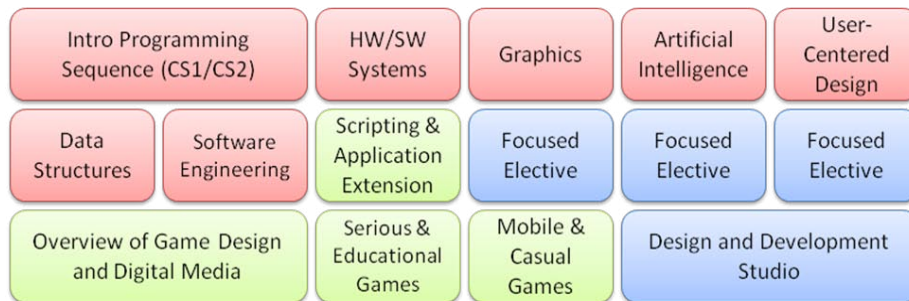 Intro Programming
Sequence (CS1/CS2)
HW/SW
Systems
Graphics
Artificial
Intelligence
User-
Centered
Design
Data
Structures
Software
Engineering
Scripting &
Application
Extension
Focused
Elective
Focused
Elective
Focused
Elective
Overview of Game Design
and Digital Media
Serious &
Educational
Games
Mobile &
Casual
Games
Design and Development
Studio